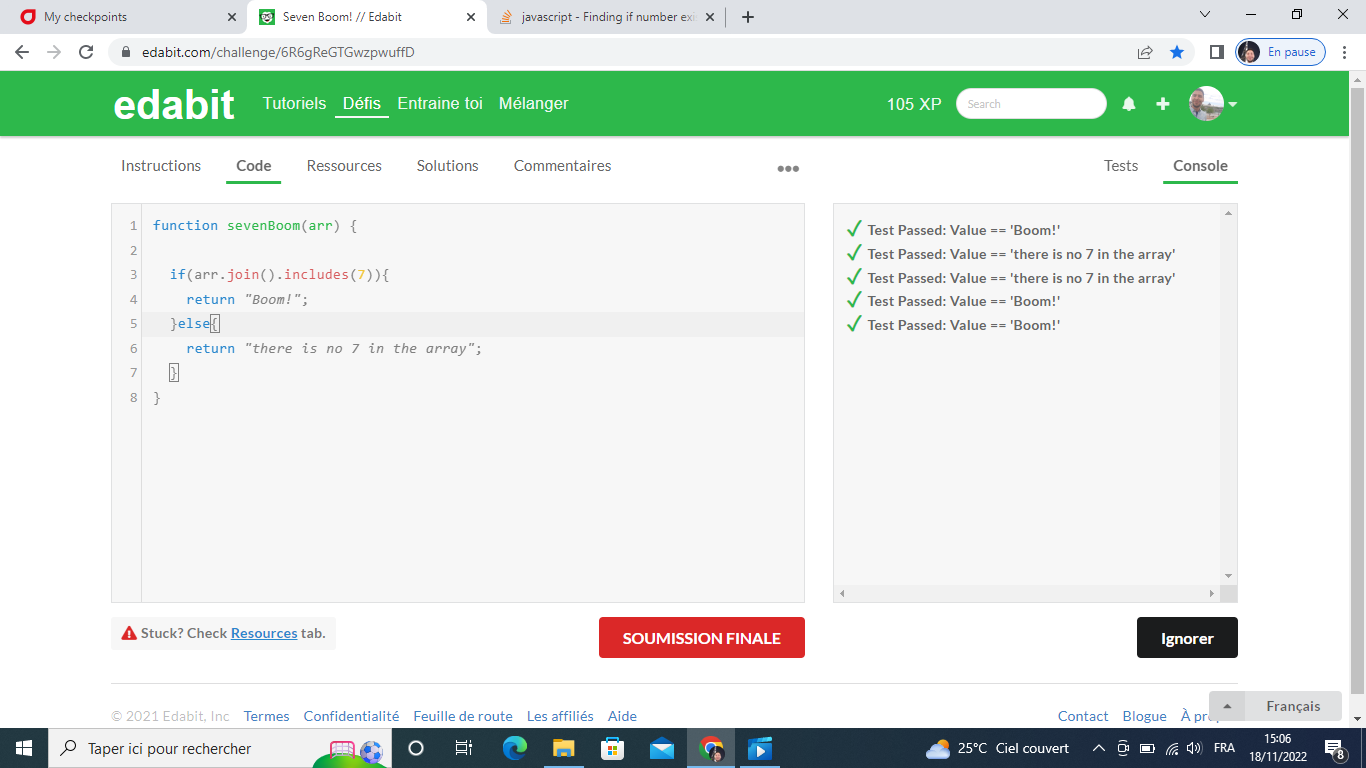 My checkpoints
Seven Boom! // Edabit
javascript - Finding if number exi
edabit.com/challenge/6R6gReGTGwzpwuffD
En pause
edabit
Tutoriels Défis Entraine toi Mélanger
105 XP
Search
Instructions Code Ressources Solutions Commentaires
Tests Console
1 function sevenBoom(arr) {
2
3 if(arr.join().includes(7)){
4 return "Boom!";
5 }else{
6 return "there is no 7 in the array";
7 }
8 }
Test Passed: Value == 'Boom!'
Test Passed: Value == 'there is no 7 in the array'
Test Passed: Value == 'there is no 7 in the array'
Test Passed: Value == 'Boom!'
Test Passed: Value == 'Boom!'
Stuck? Check Resources tab.
SOUMISSION FINALE
Ignorer
© 2021 Edabit, Inc Termes Confidentialité Feuille de route Les affiliés Aide
Contact Blogue À prop
Français
Taper ici pour rechercher
25°C Ciel couvert
FRA
15:06
18/11/2022
8